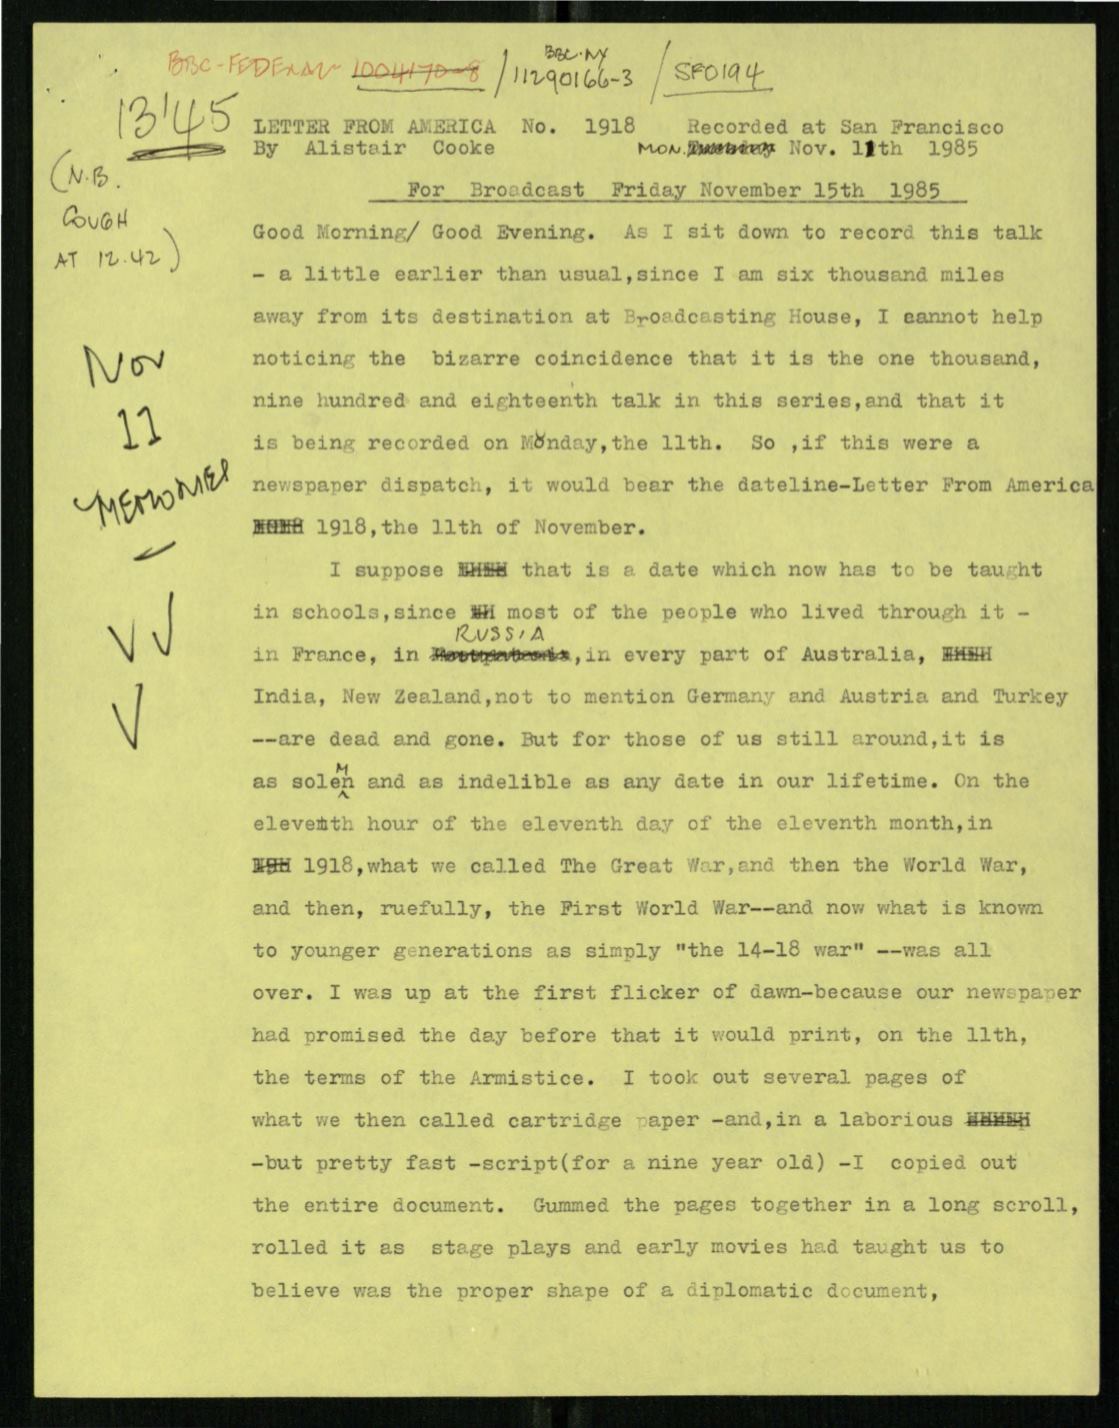 BBC-FEDERAL 1004170-8 / BBC·NY 11290166-3 / SF0194
13'45
LETTER FROM AMERICA No. 1918 Recorded at San Francisco
By Alistair Cooke MON. Nov. 11th 1985
(N.B.
COUGH
AT 12.42)
For Broadcast Friday November 15th 1985
Good Morning/ Good Evening. As I sit down to record this talk
- a little earlier than usual,since I am six thousand miles
away from its destination at Broadcasting House, I cannot help
noticing the bizarre coincidence that it is the one thousand,
nine hundred and eighteenth talk in this series,and that it
is being recorded on Monday,the 11th. So ,if this were a
newspaper dispatch, it would bear the dateline-Letter From America
1918,the 11th of November.
Nov
11
MEMORIES
I suppose that is a date which now has to be taught
in schools,since most of the people who lived through it -
in France, in RUSSIA ,in every part of Australia,
India, New Zealand,not to mention Germany and Austria and Turkey
--are dead and gone. But for those of us still around,it is
as solemn and as indelible as any date in our lifetime. On the
eleventh hour of the eleventh day of the eleventh month,in
1918,what we called The Great War,and then the World War,
and then, ruefully, the First World War--and now what is known
to younger generations as simply "the 14-18 war" --was all
over. I was up at the first flicker of dawn-because our newspaper
had promised the day before that it would print, on the 11th,
the terms of the Armistice. I took out several pages of
what we then called cartridge paper -and,in a laborious
-but pretty fast -script(for a nine year old) -I copied out
the entire document. Gummed the pages together in a long scroll,
rolled it as stage plays and early movies had taught us to
believe was the proper shape of a diplomatic document,